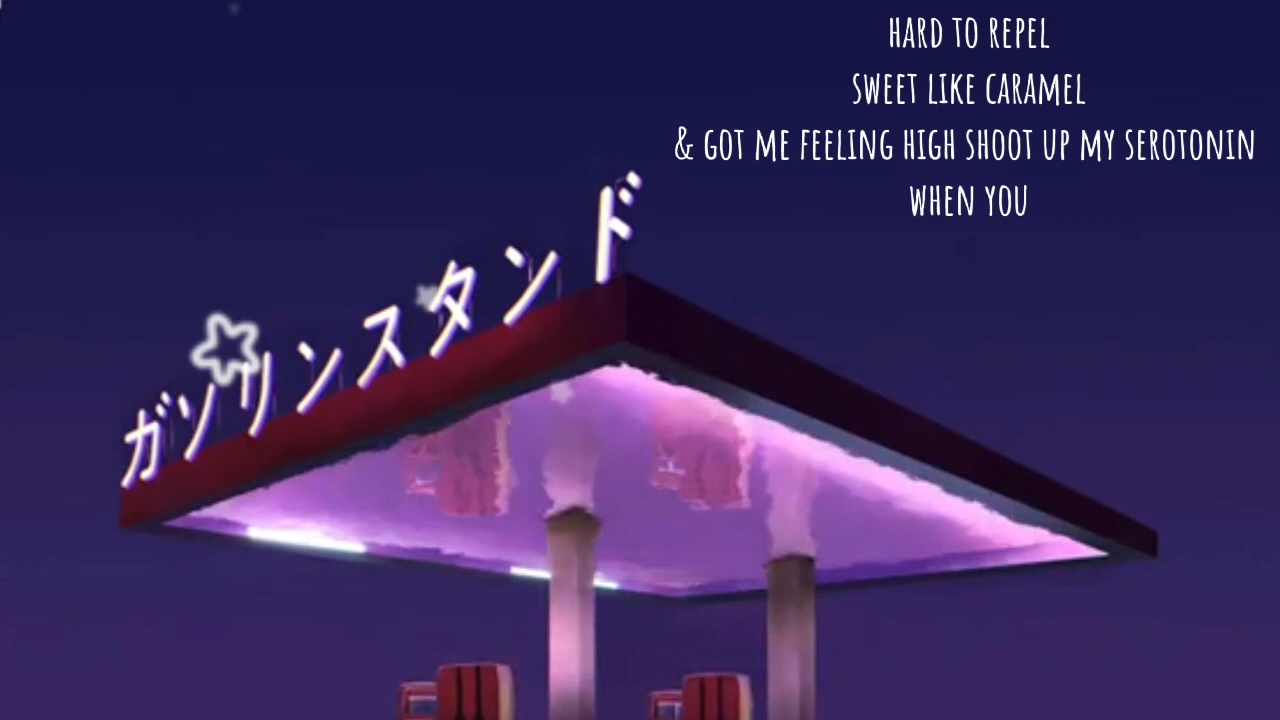 HARD TO REPEL
SWEET LIKE CARAMEL
& GOT ME FEELING HIGH SHOOT UP MY SEROTONIN
WHEN YOU
ガソリンスタンド